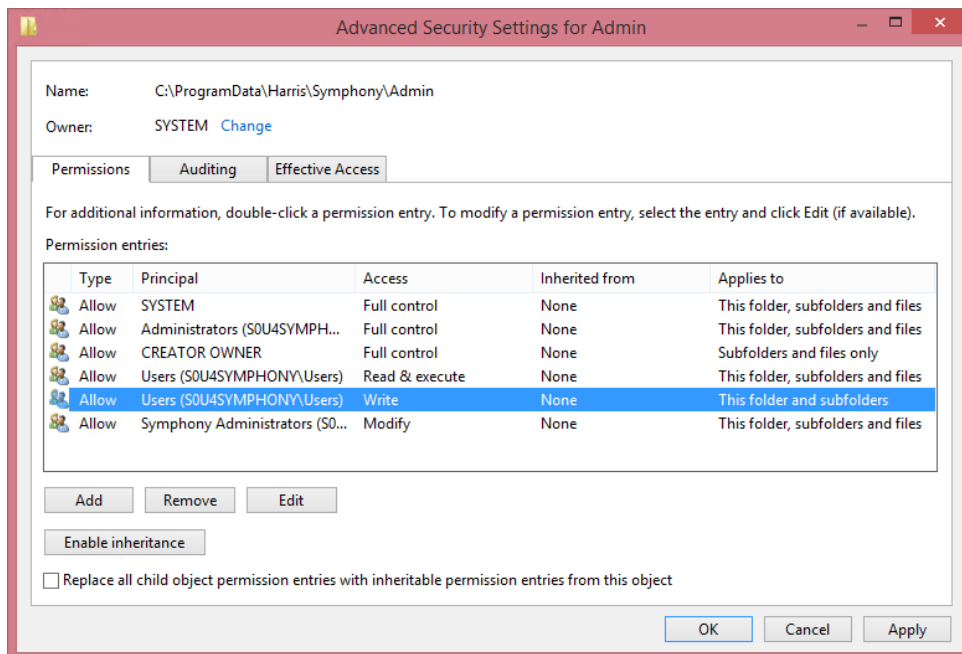 Advanced Security Settings for Admin
Name: C:\ProgramData\Harris\Symphony\Admin
Owner: SYSTEM Change
Permissions Auditing Effective Access
For additional information, double-click a permission entry. To modify a permission entry, select the entry and click Edit (if available).
Permission entries:
Type Principal Access Inherited from Applies to
Allow SYSTEM Full control None This folder, subfolders and files
Allow Administrators (S0U4SYMPH... Full control None This folder, subfolders and files
Allow CREATOR OWNER Full control None Subfolders and files only
Allow Users (S0U4SYMPHONY\Users) Read & execute None This folder, subfolders and files
Allow Users (S0U4SYMPHONY\Users) Write None This folder and subfolders
Allow Symphony Administrators (S0... Modify None This folder, subfolders and files
Add Remove Edit
Enable inheritance
Replace all child object permission entries with inheritable permission entries from this object
OK Cancel Apply